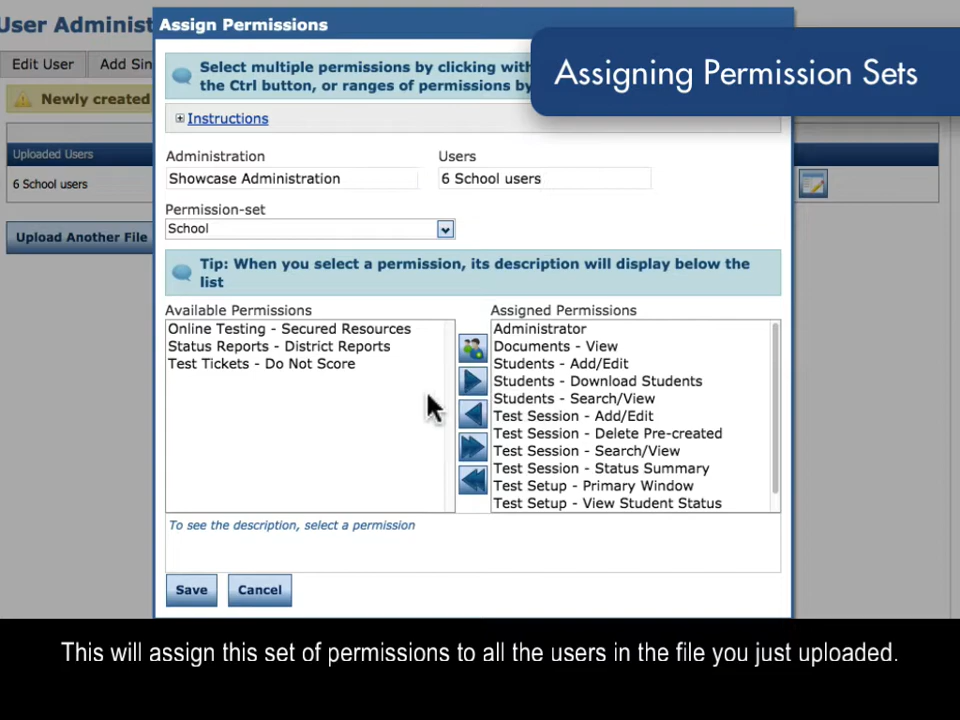 User Administ
Assign Permissions
Assigning Permission Sets
Edit User
Add Sin
Select multiple permissions by clicking with
the Ctrl button, or ranges of permissions by
Newly created
Instructions
Uploaded Users
6 School users
Upload Another File
Administration
Users
Showcase Administration
6 School users
Permission-set
School
Tip: When you select a permission, its description will display below the
list
Available Permissions
Online Testing - Secured Resources
Status Reports - District Reports
Test Tickets - Do Not Score
Assigned Permissions
Administrator
Documents - View
Students - Add/Edit
Students - Download Students
Students - Search/View
Test Session - Add/Edit
Test Session - Delete Pre-created
Test Session - Search/View
Test Session - Status Summary
Test Setup - Primary Window
Test Setup - View Student Status
To see the description, select a permission
Save
Cancel
This will assign this set of permissions to all the users in the file you just uploaded.